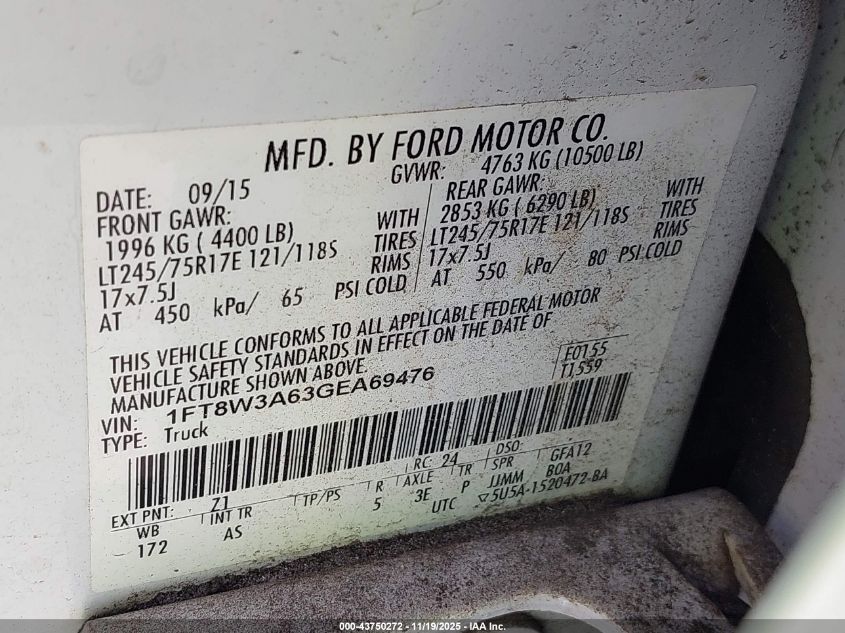 MFD. BY FORD MOTOR CO.
DATE: 09/15
GVWR: 4763 KG (10500 LB)
FRONT GAWR:
1996 KG ( 4400 LB)
WITH
LT245/75R17E 121/118S
TIRES
17x7.5J
RIMS
AT 450 kPa/ 65 PSI COLD
REAR GAWR:
2853 KG ( 6290 LB)
WITH
LT245/75R17E 121/118S
TIRES
17x7.5J
RIMS
AT 550 kPa/ 80 PSI COLD
THIS VEHICLE CONFORMS TO ALL APPLICABLE FEDERAL MOTOR
VEHICLE SAFETY STANDARDS IN EFFECT ON THE DATE OF
MANUFACTURE SHOWN ABOVE.
VIN: 1FT8W3A63GEA69476
TYPE: Truck
F0155
T1559
EXT PNT: Z1
RC: 24
DSO:
WB
INT TR
TP/PS
R
AXLE
TR
SPR
GFA12
172
AS
5
3E
P
JJMM
BOA
UTC
▽5U5A-1520472-BA
000-43750272 - 11/19/2025 - IAA Inc.